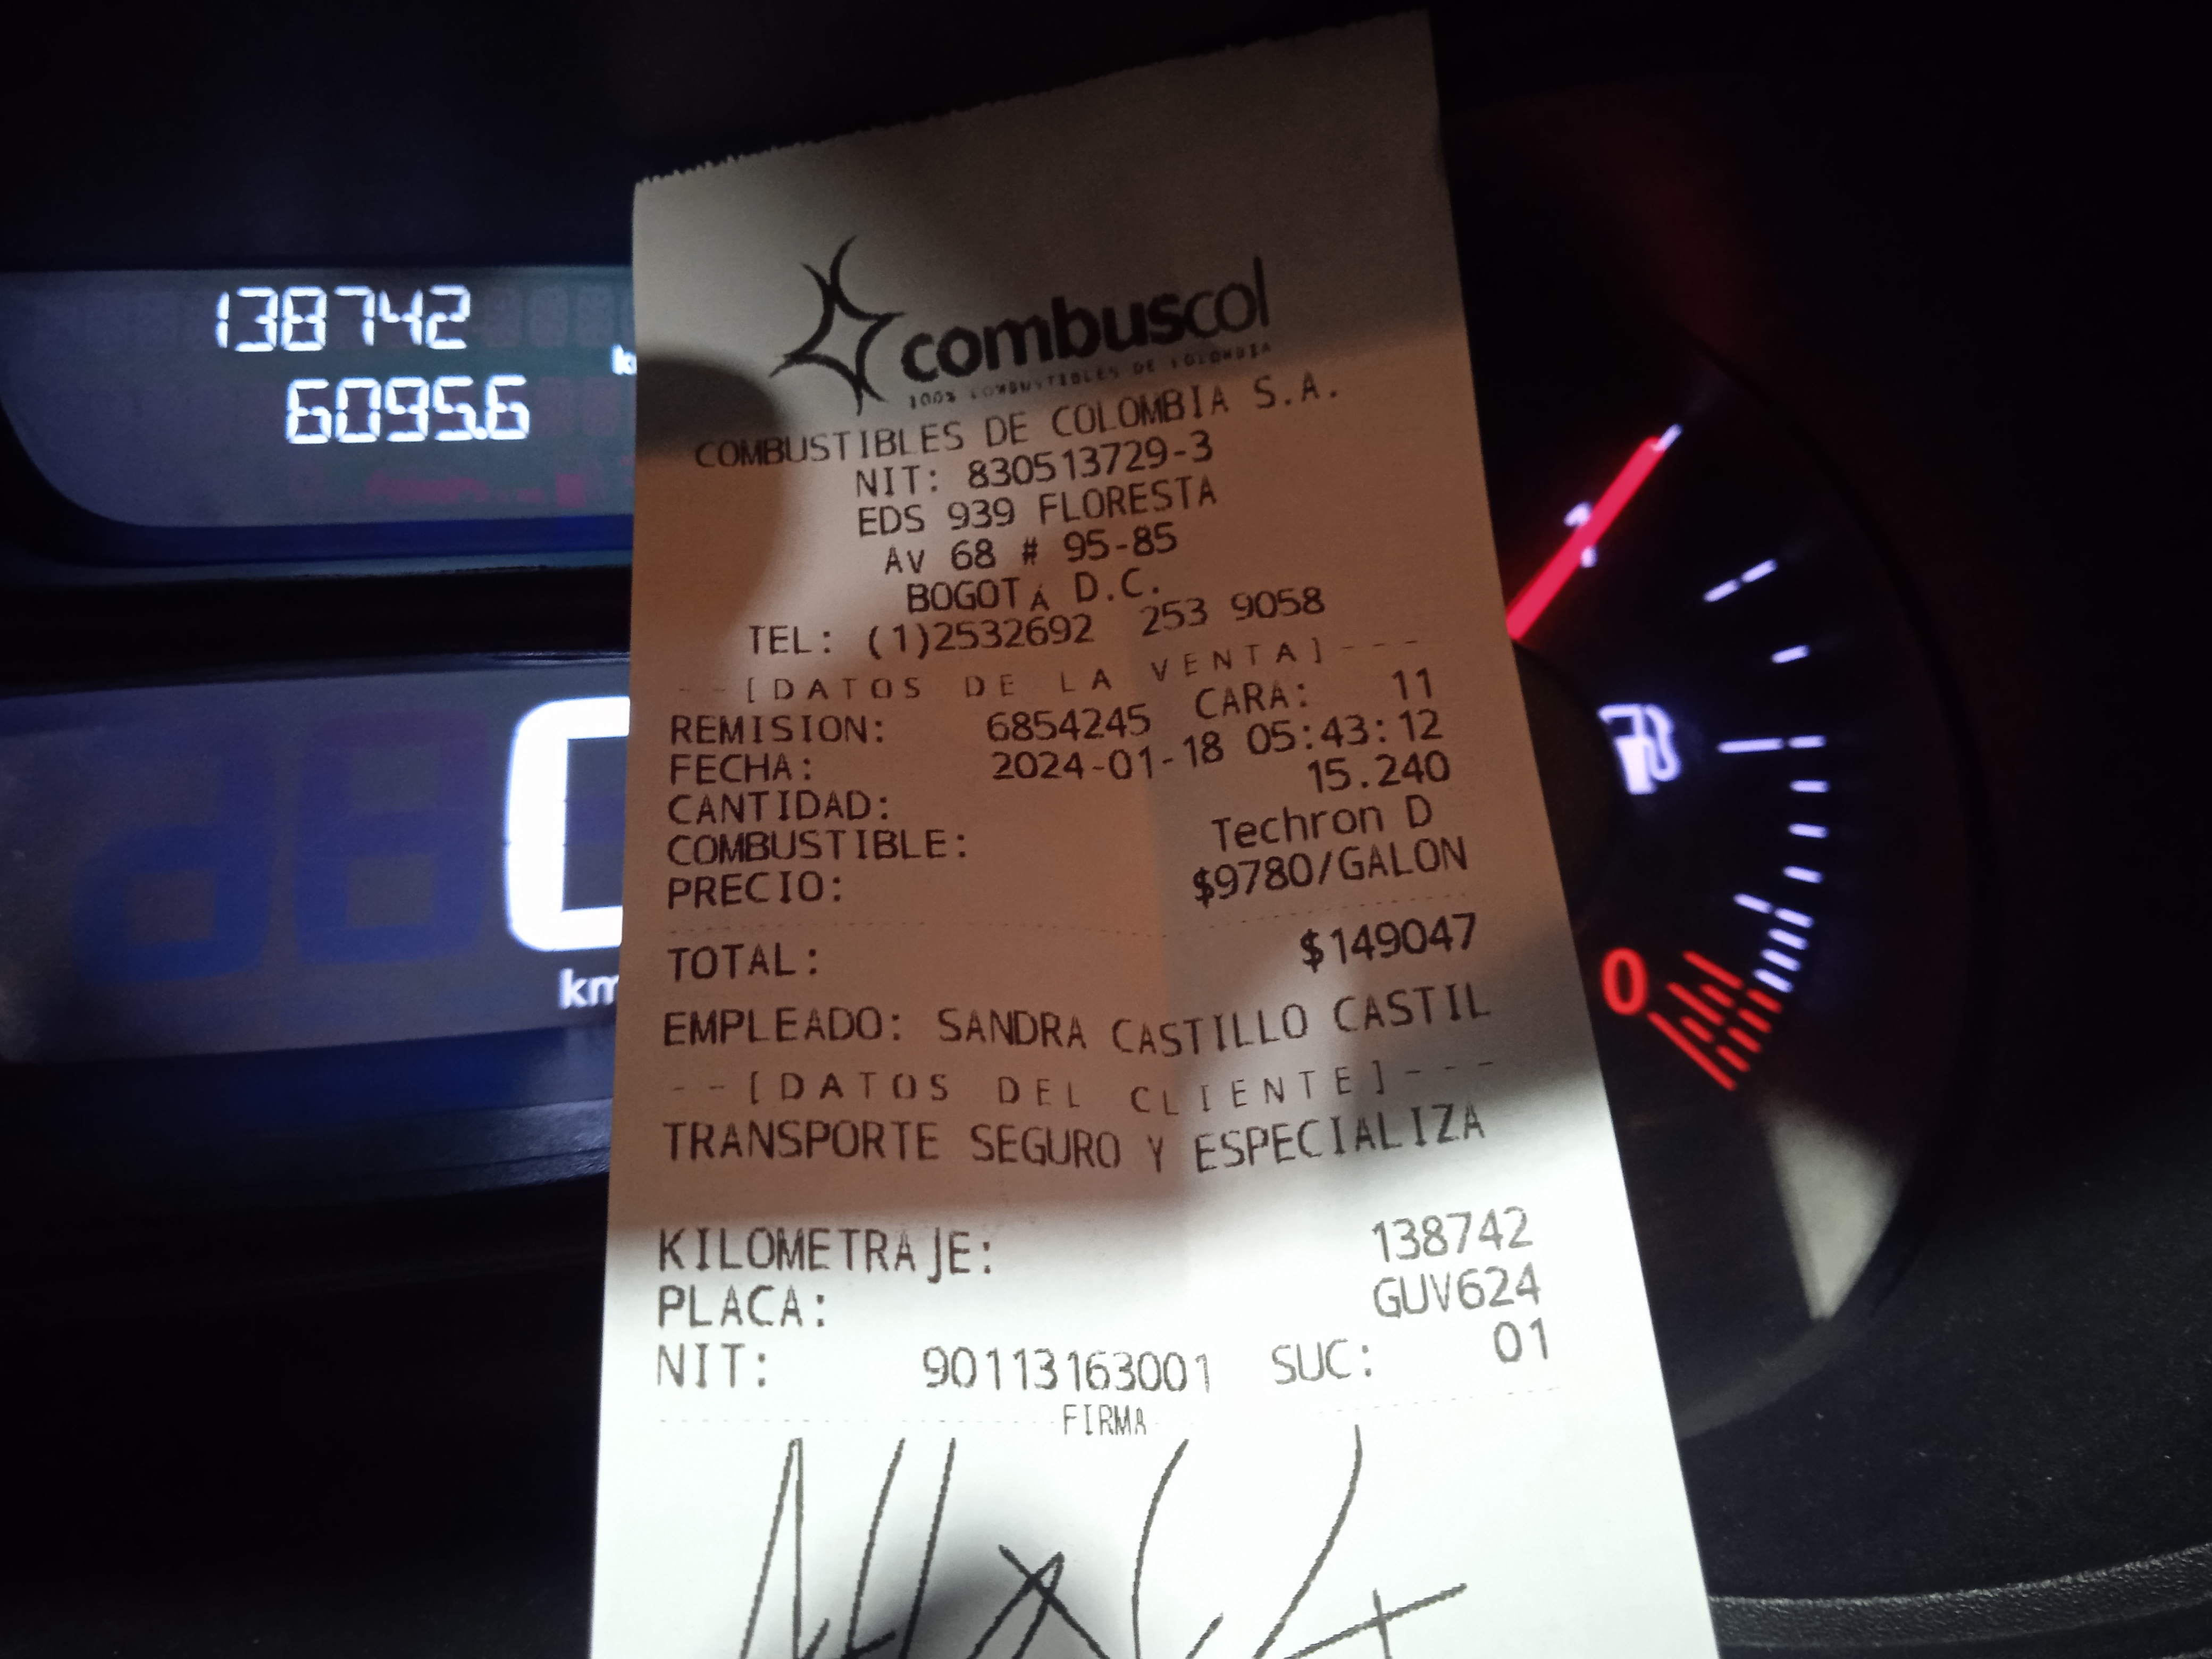 138742
6095.6
km
0
combuscol
100% COMBUSTIBLES DE COLOMBIA
COMBUSTIBLES DE COLOMBIA S.A.
NIT: 830513729-3
EDS 939 FLORESTA
Av 68 # 95-85
BOGOTÁ D.C.
TEL: (1)2532692 253 9058
--[DATOS DE LA VENTA]---
REMISION: 6854245 CARA: 11
FECHA: 2024-01-18 05:43:12
CANTIDAD: 15.240
COMBUSTIBLE: Techron D
PRECIO: $9780/GALON
TOTAL: $149047
EMPLEADO: SANDRA CASTILLO CASTIL
--[DATOS DEL CLIENTE]---
TRANSPORTE SEGURO Y ESPECIALIZA
KILOMETRAJE: 138742
PLACA: GUV624
NIT: 90113163001 SUC: 01
FIRMA
1
0